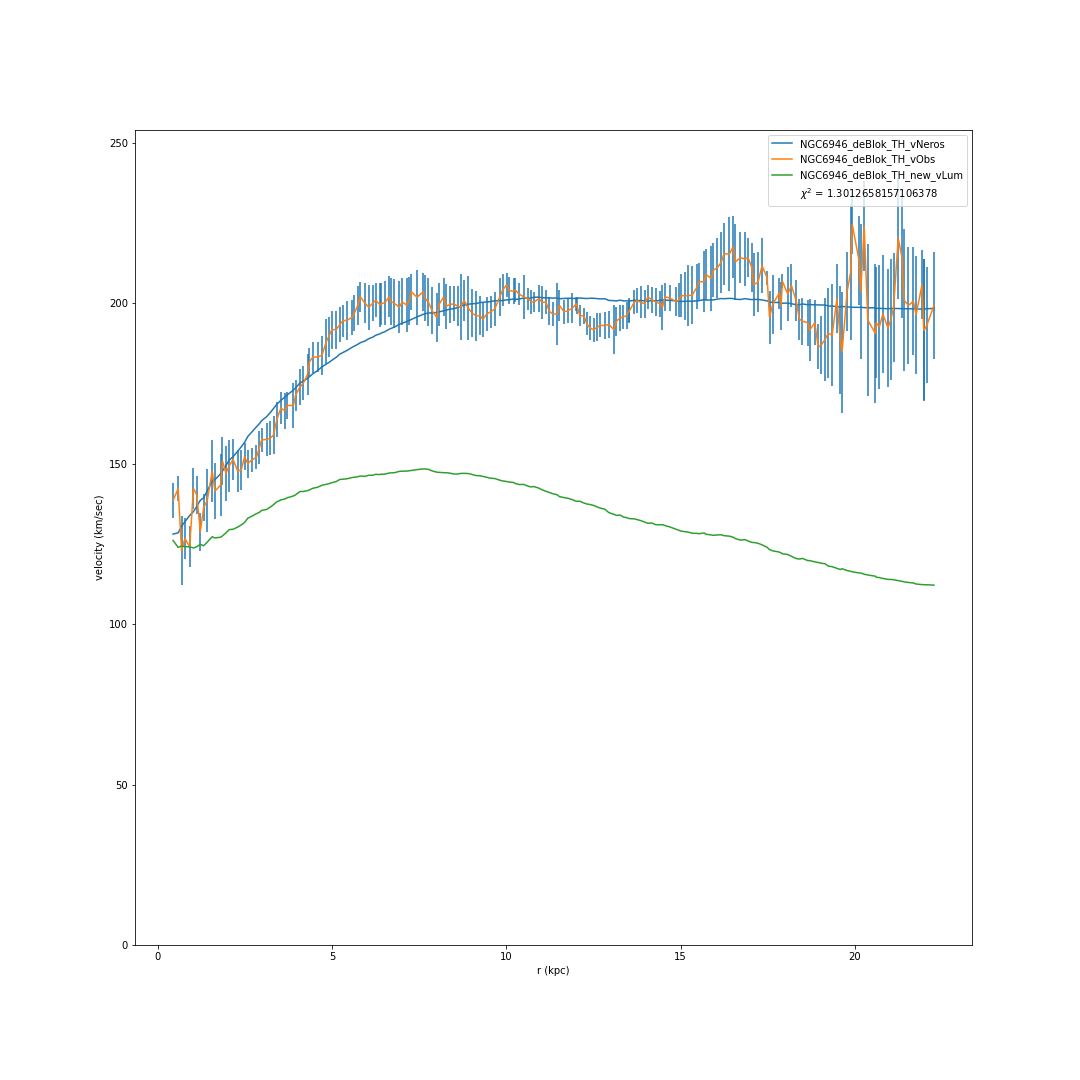 NGC6946_deBlok_TH_vNeros
NGC6946_deBlok_TH_vObs
NGC6946_deBlok_TH_new_vLum
χ² = 1.3012658157106378
250
200
150
100
50
0
velocity (km/sec)
0 5 10 15 20
r (kpc)